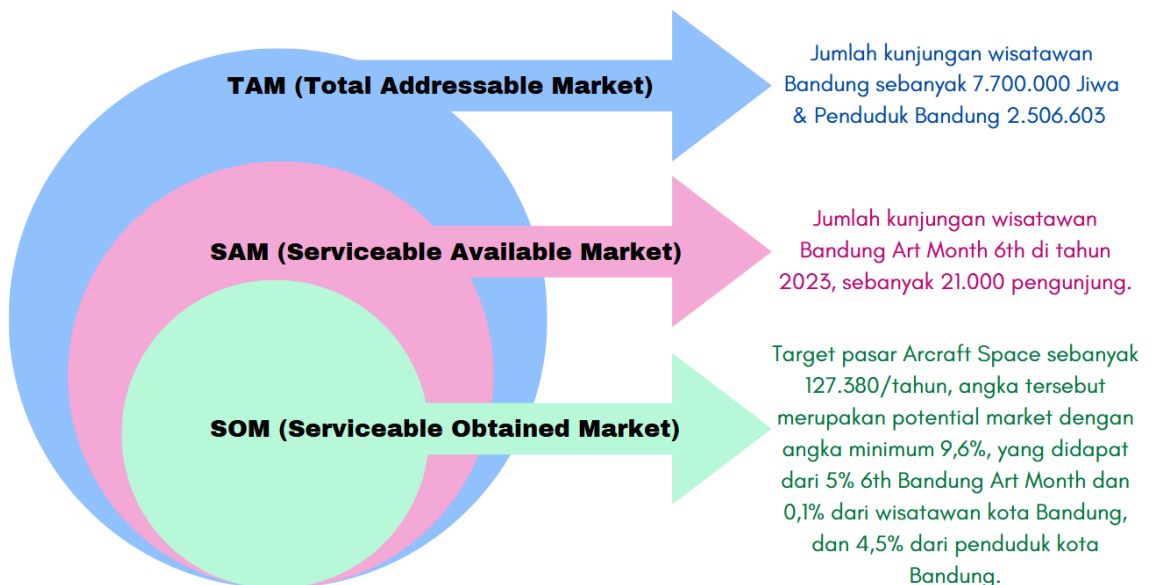 TAM (Total Addressable Market)
Jumlah kunjungan wisatawan
Bandung sebanyak 7.700.000 Jiwa
& Penduduk Bandung 2.506.603
SAM (Serviceable Available Market)
Jumlah kunjungan wisatawan
Bandung Art Month 6th di tahun
2023, sebanyak 21.000 pengunjung.
SOM (Serviceable Obtained Market)
Target pasar Arcraft Space sebanyak
127.380/tahun, angka tersebut
merupakan potential market dengan
angka minimum 9,6%, yang didapat
dari 5% 6th Bandung Art Month dan
0,1% dari wisatawan kota Bandung,
dan 4,5% dari penduduk kota
Bandung.